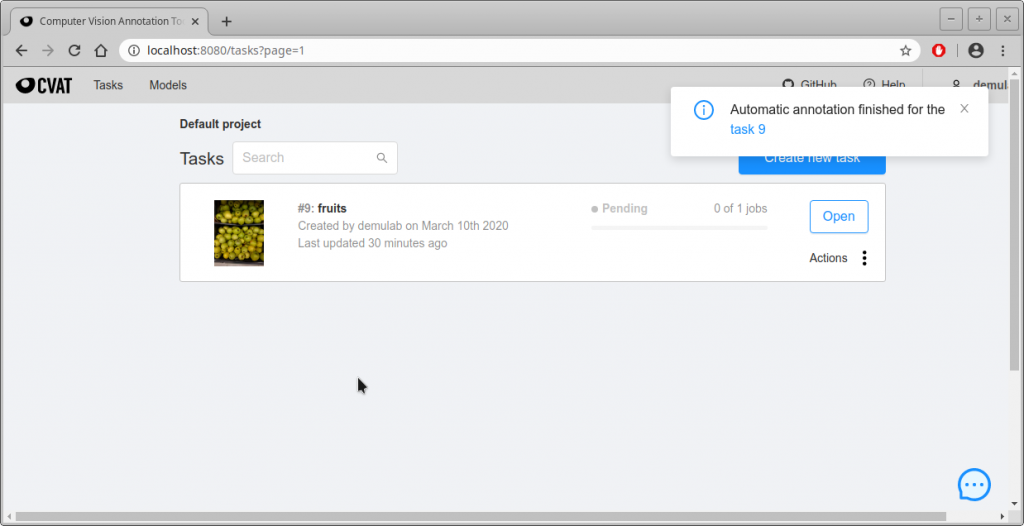 Computer Vision Annotation Too
localhost:8080/tasks?page=1
CVAT
Tasks
Models
GitHub
Help
demula
Automatic annotation finished for the
task 9
Default project
Tasks
Search
Create new task
#9: fruits
Created by demulab on March 10th 2020
Last updated 30 minutes ago
Pending
0 of 1 jobs
Open
Actions